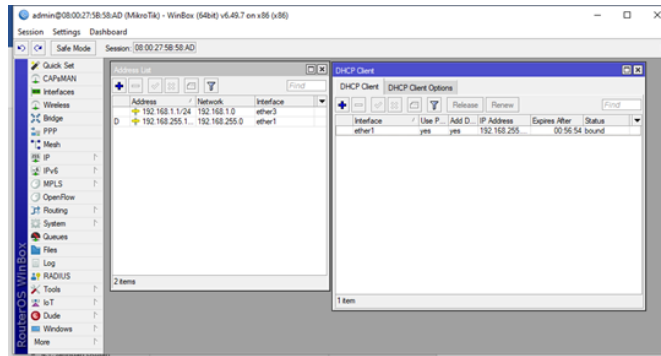 admin@08:00:27:5B:58:AD (MikroTik) - WinBox (64bit) v6.49.7 on x86 (x86)
Session Settings Dashboard
Safe Mode Session: 08:00:27:5B:58:AD
Quick Set
CAPsMAN
Interfaces
Wireless
Bridge
PPP
Mesh
IP
IPv6
MPLS
OpenFlow
Routing
System
Queues
Files
Log
RADIUS
Tools
IoT
Dude
Windows
More
RouterOS WinBox
Address List
Find
Address Network Interface
192.168.1.1/24 192.168.1.0 ether3
D 192.168.255.1... 192.168.255.0 ether1
2 items
DHCP Client
DHCP Client DHCP Client Options
Release Renew Find
Interface Use P... Add D... IP Address Expires After Status
ether1 yes yes 192.168.255.... 00:56:54 bound
1 item